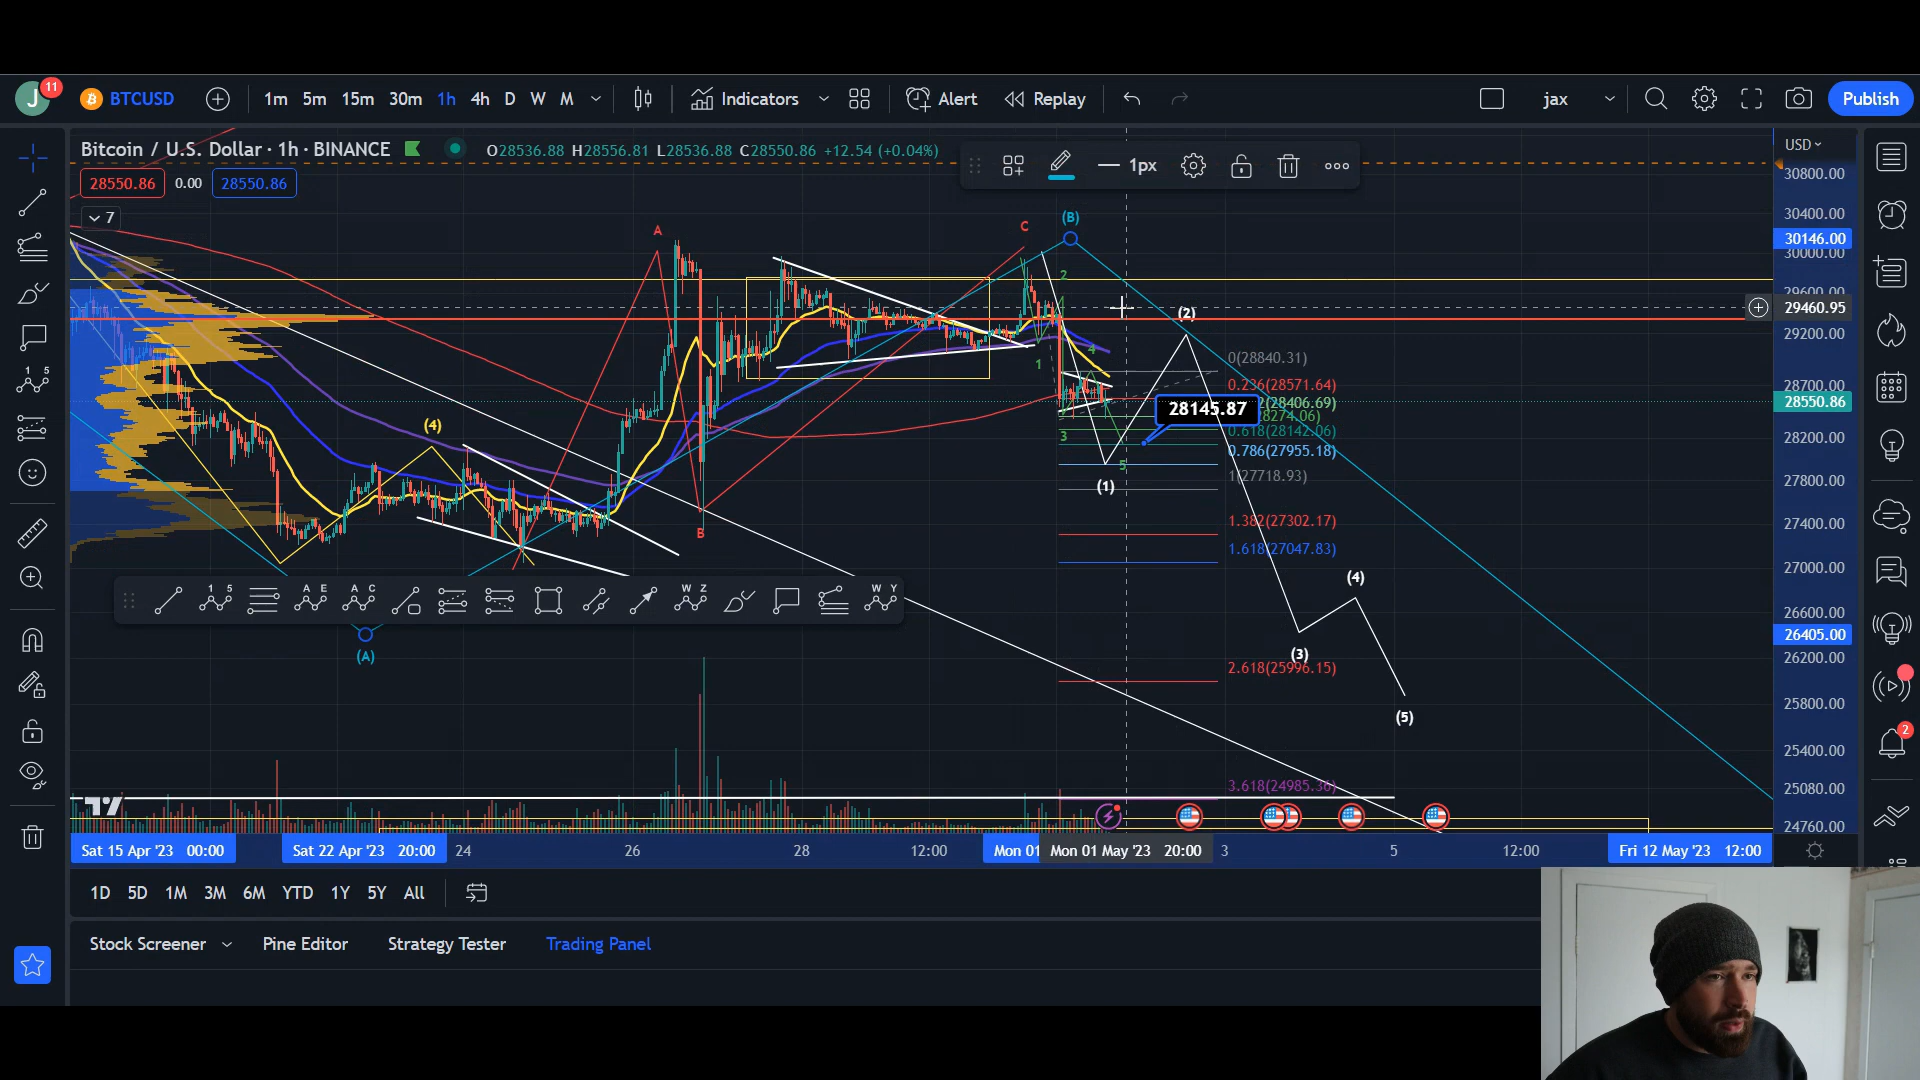 J 11 BTCUSD 1m 5m 15m 30m 1h 4h D W M Indicators Alert Replay jax Publish
Bitcoin / U.S. Dollar · 1h · BINANCE O28536.88 H28556.81 L28536.88 C28550.86 +12.54 (+0.04%)
1px
USD
28550.86 0.00 28550.86
7
30800.00
30400.00
30146.00
30000.00
29600.00
29460.95
29200.00
28700.00
28550.86
28200.00
27800.00
27400.00
27000.00
26600.00
26405.00
26200.00
25800.00
25400.00
25080.00
24760.00
A
C
(B)
2
(2)
1
4
(4)
3
5
(1)
B
(A)
28145.87
0(28840.31)
0.236(28571.64)
2(28406.69)
8274.06)
0.618(28142.06)
0.786(27955.18)
1(27718.93)
1.382(27302.17)
1.618(27047.83)
(4)
(3)
2.618(25996.15)
(5)
3.618(24985.36)
1 5
A E
A C
W Z
W Y
1 5
2
Sat 15 Apr '23 00:00
Sat 22 Apr '23 20:00
24
26
28
12:00
Mon 01
Mon 01 May '23 20:00
3
5
12:00
Fri 12 May '23 12:00
1D 5D 1M 3M 6M YTD 1Y 5Y All
Stock Screener Pine Editor Strategy Tester Trading Panel